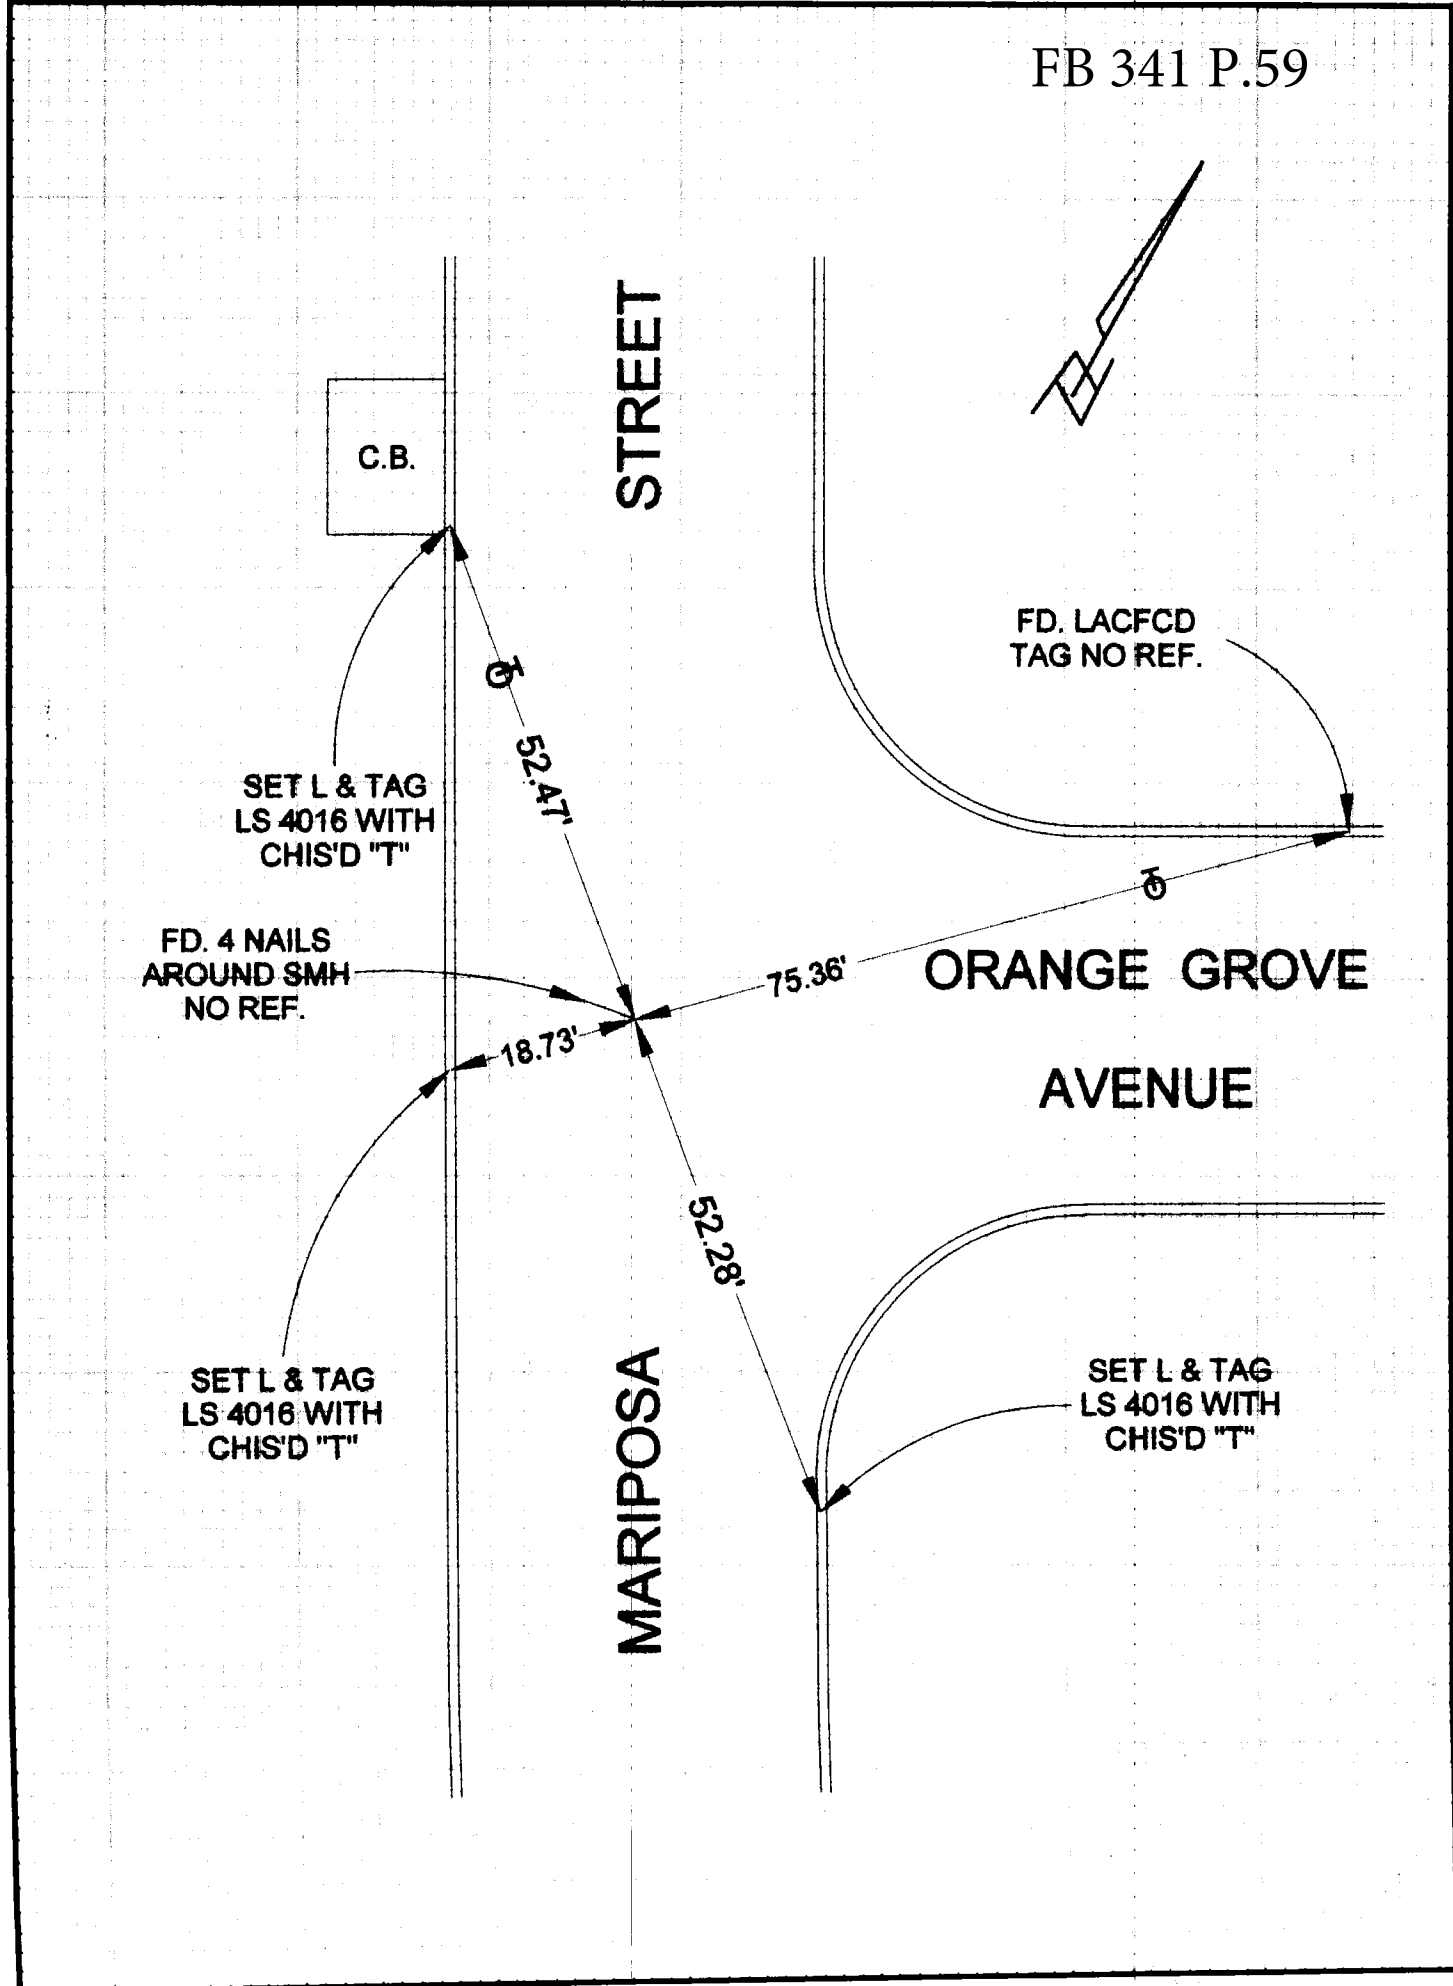 FB 341 P.59
STREET
C.B.
FD. LACFCD
TAG NO REF.
52.47'
SET L & TAG
LS 4016 WITH
CHIS'D "T"
FD. 4 NAILS
AROUND SMH
NO REF.
75.36'
ORANGE GROVE
AVENUE
18.73'
52.28'
SET L & TAG
LS 4016 WITH
CHIS'D "T"
MARIPOSA
SET L & TAG
LS 4016 WITH
CHIS'D "T"